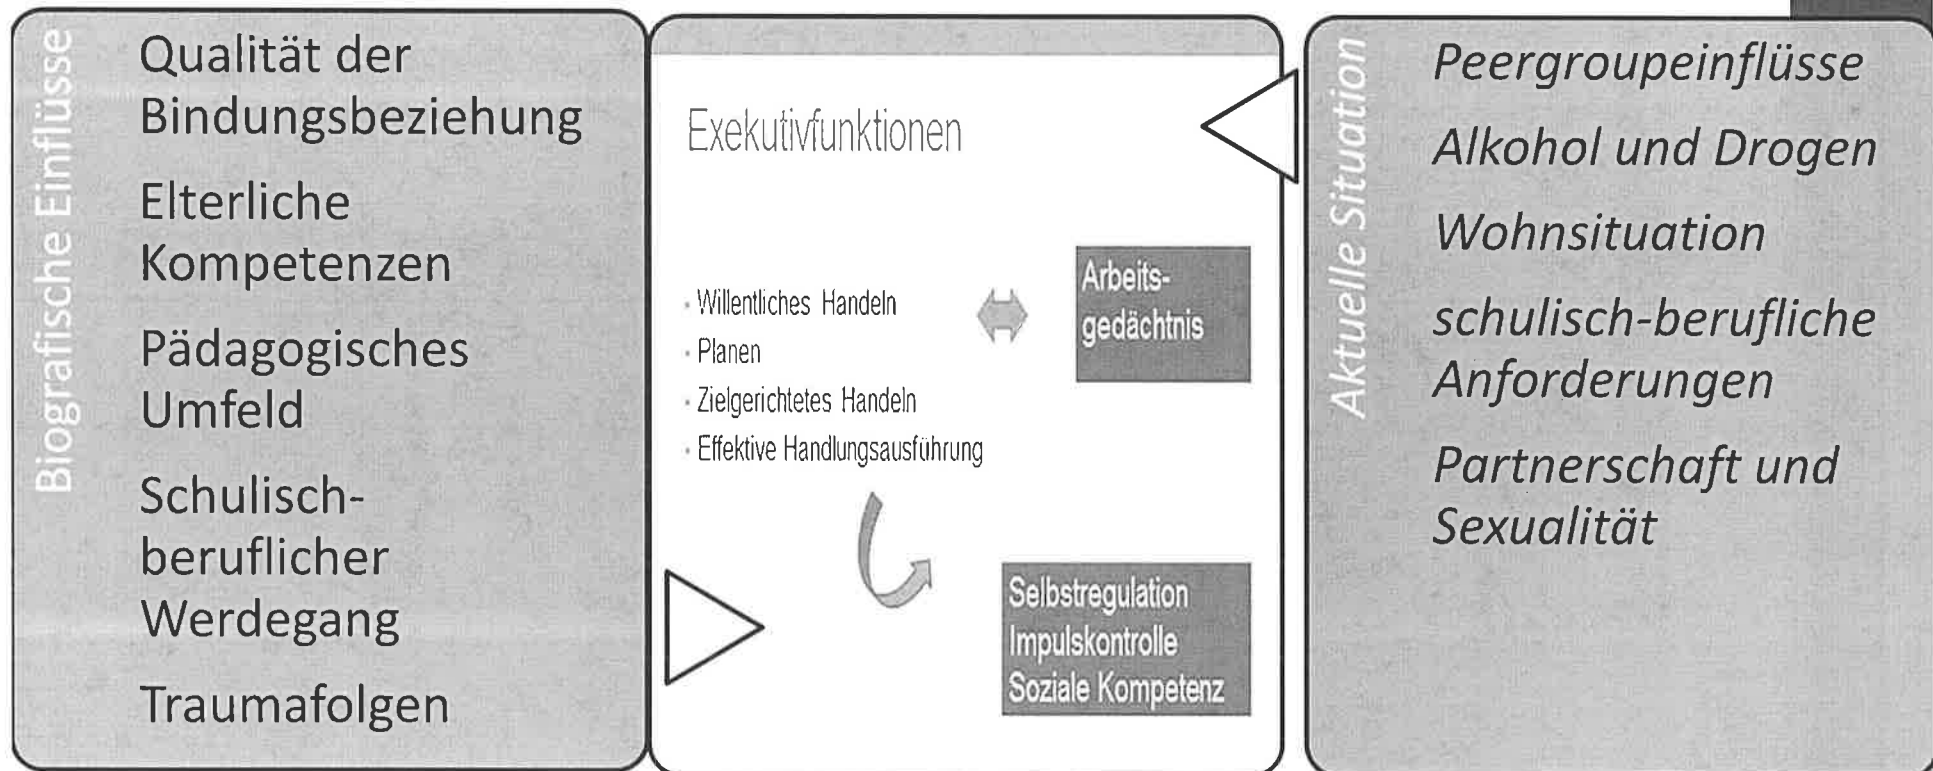 Biografische Einflüsse
Qualität der
Bindungsbeziehung
Elterliche
Kompetenzen
Pädagogisches
Umfeld
Schulisch-
beruflicher
Werdegang
Traumafolgen
Exekutivfunktionen
- Willentliches Handeln
- Planen
- Zielgerichtetes Handeln
- Effektive Handlungsausführung
Arbeits-
gedächtnis
Selbstregulation
Impulskontrolle
Soziale Kompetenz
Aktuelle Situation
Peergroupeinflüsse
Alkohol und Drogen
Wohnsituation
schulisch-berufliche
Anforderungen
Partnerschaft und
Sexualität